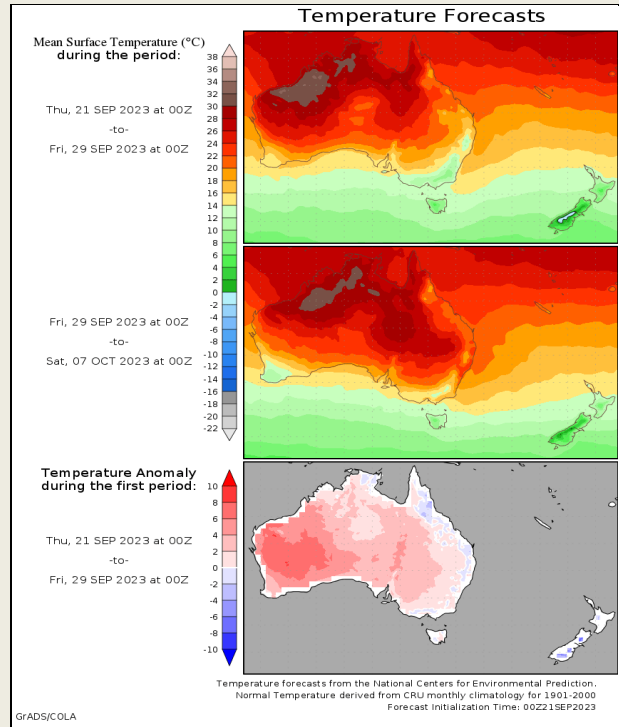 Temperature Forecasts
Mean Surface Temperature (°C)
during the period:
38
36
34
32
30
28
26
24
22
20
18
16
14
12
10
8
6
4
2
0
-2
-4
-6
-8
-10
-12
-14
-16
-18
-20
-22
Thu, 21 SEP 2023 at 00Z
-to-
Fri, 29 SEP 2023 at 00Z
Fri, 29 SEP 2023 at 00Z
-to-
Sat, 07 OCT 2023 at 00Z
Temperature Anomaly
during the first period:
10
8
6
4
2
0
-2
-4
-6
-8
-10
Thu, 21 SEP 2023 at 00Z
-to-
Fri, 29 SEP 2023 at 00Z
Temperature forecasts from the National Centers for Environmental Prediction.
Normal Temperature derived from CRU monthly climatology for 1901-2000
Forecast Initialization Time: 00Z21SEP2023
GrADS/COLA